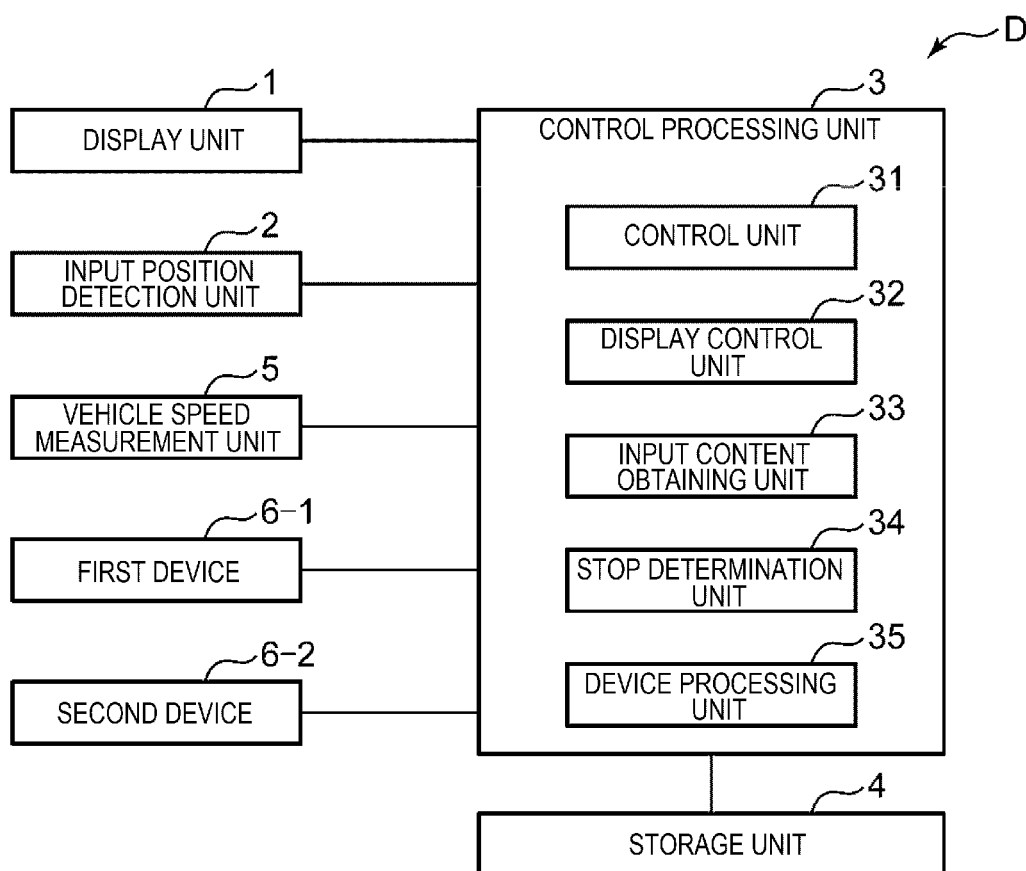 D
1
DISPLAY UNIT
2
INPUT POSITION
DETECTION UNIT
5
VEHICLE SPEED
MEASUREMENT UNIT
6-1
FIRST DEVICE
6-2
SECOND DEVICE
3
CONTROL PROCESSING UNIT
31
CONTROL UNIT
32
DISPLAY CONTROL
UNIT
33
INPUT CONTENT
OBTAINING UNIT
34
STOP DETERMINATION
UNIT
35
DEVICE PROCESSING
UNIT
4
STORAGE UNIT